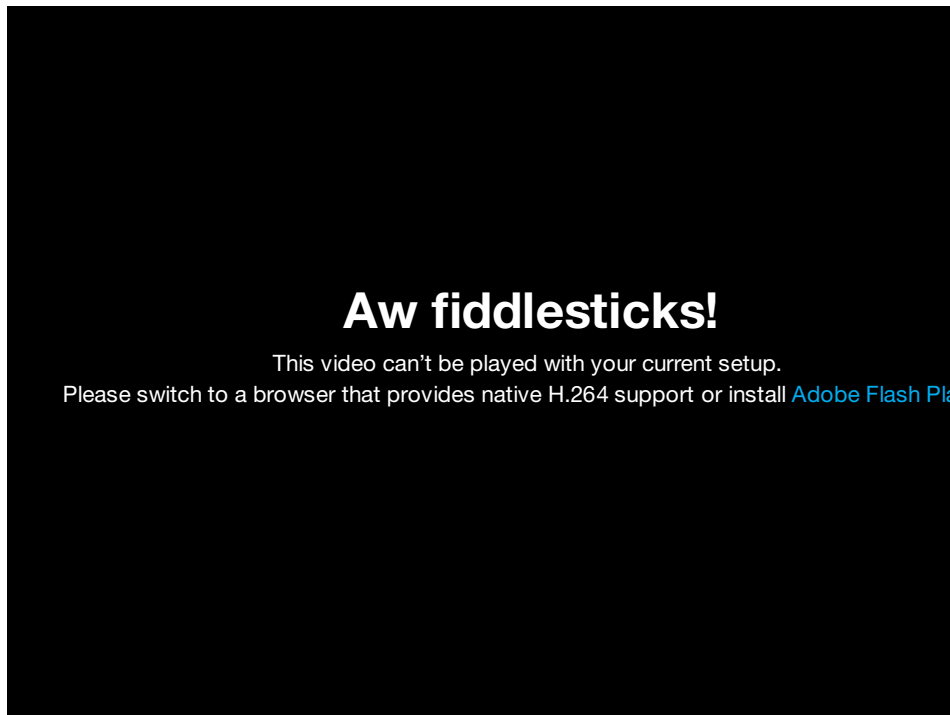 Aw fiddlesticks!
This video can’t be played with your current setup.
Please switch to a browser that provides native H.264 support or install Adobe Flash